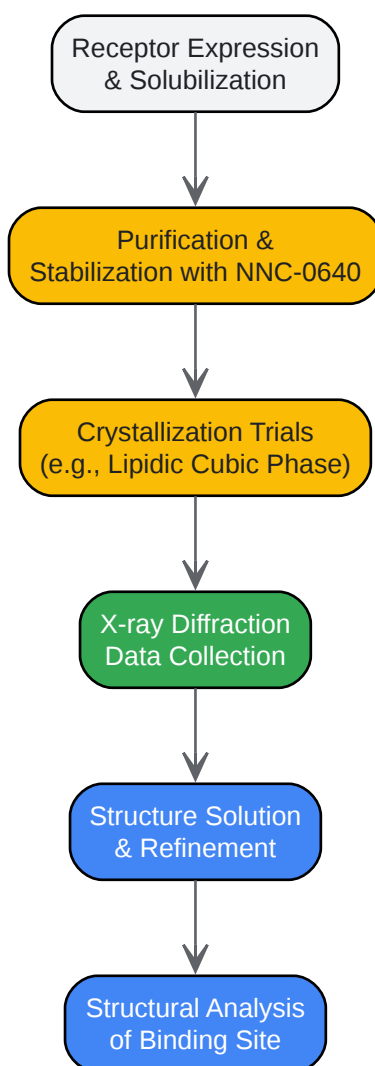 Receptor Expression
& Solubilization
Purification &
Stabilization with NNC-0640
Crystallization Trials
(e.g., Lipidic Cubic Phase)
X-ray Diffraction
Data Collection
Structure Solution
& Refinement
Structural Analysis
of Binding Site